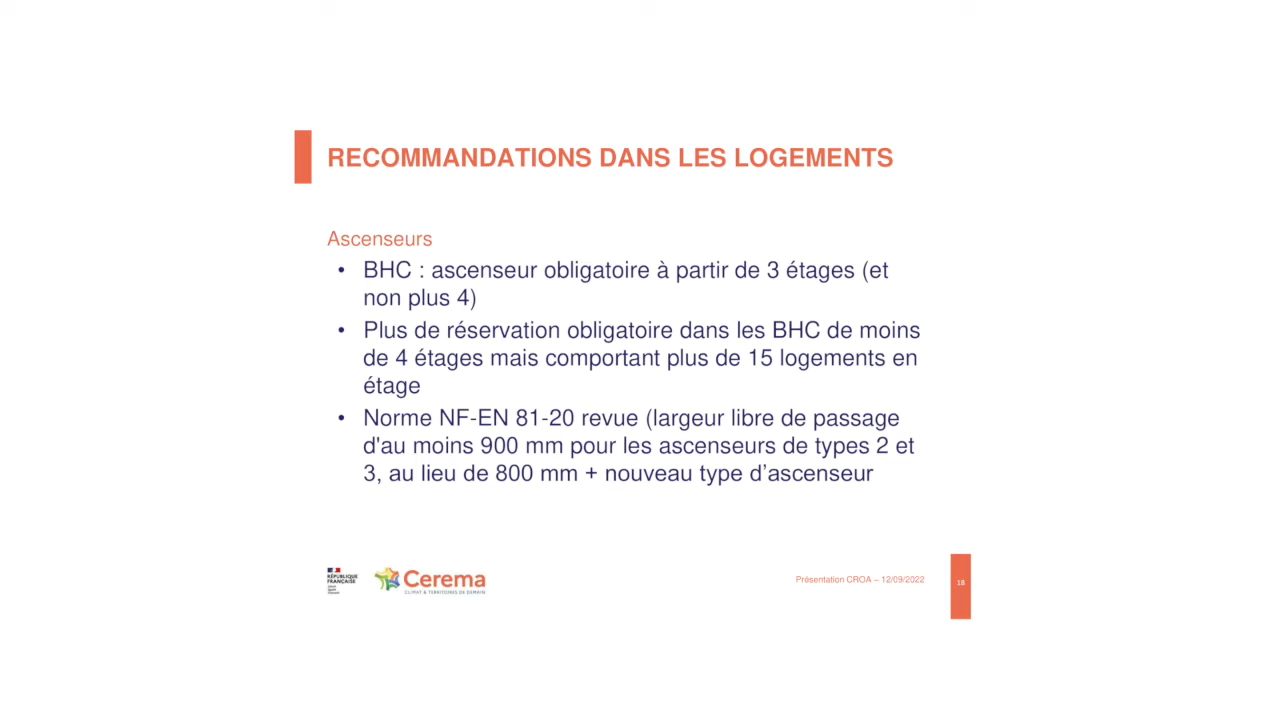 RECOMMANDATIONS DANS LES LOGEMENTS
Ascenseurs
• BHC : ascenseur obligatoire à partir de 3 étages (et
non plus 4)
• Plus de réservation obligatoire dans les BHC de moins
de 4 étages mais comportant plus de 15 logements en
étage
• Norme NF-EN 81-20 revue (largeur libre de passage
d'au moins 900 mm pour les ascenseurs de types 2 et
3, au lieu de 800 mm + nouveau type d’ascenseur
RÉPUBLIQUE
FRANÇAISE
Cerema
CLIMAT & TERRITOIRES DE DEMAIN
Présentation CROA – 12/09/2022
18